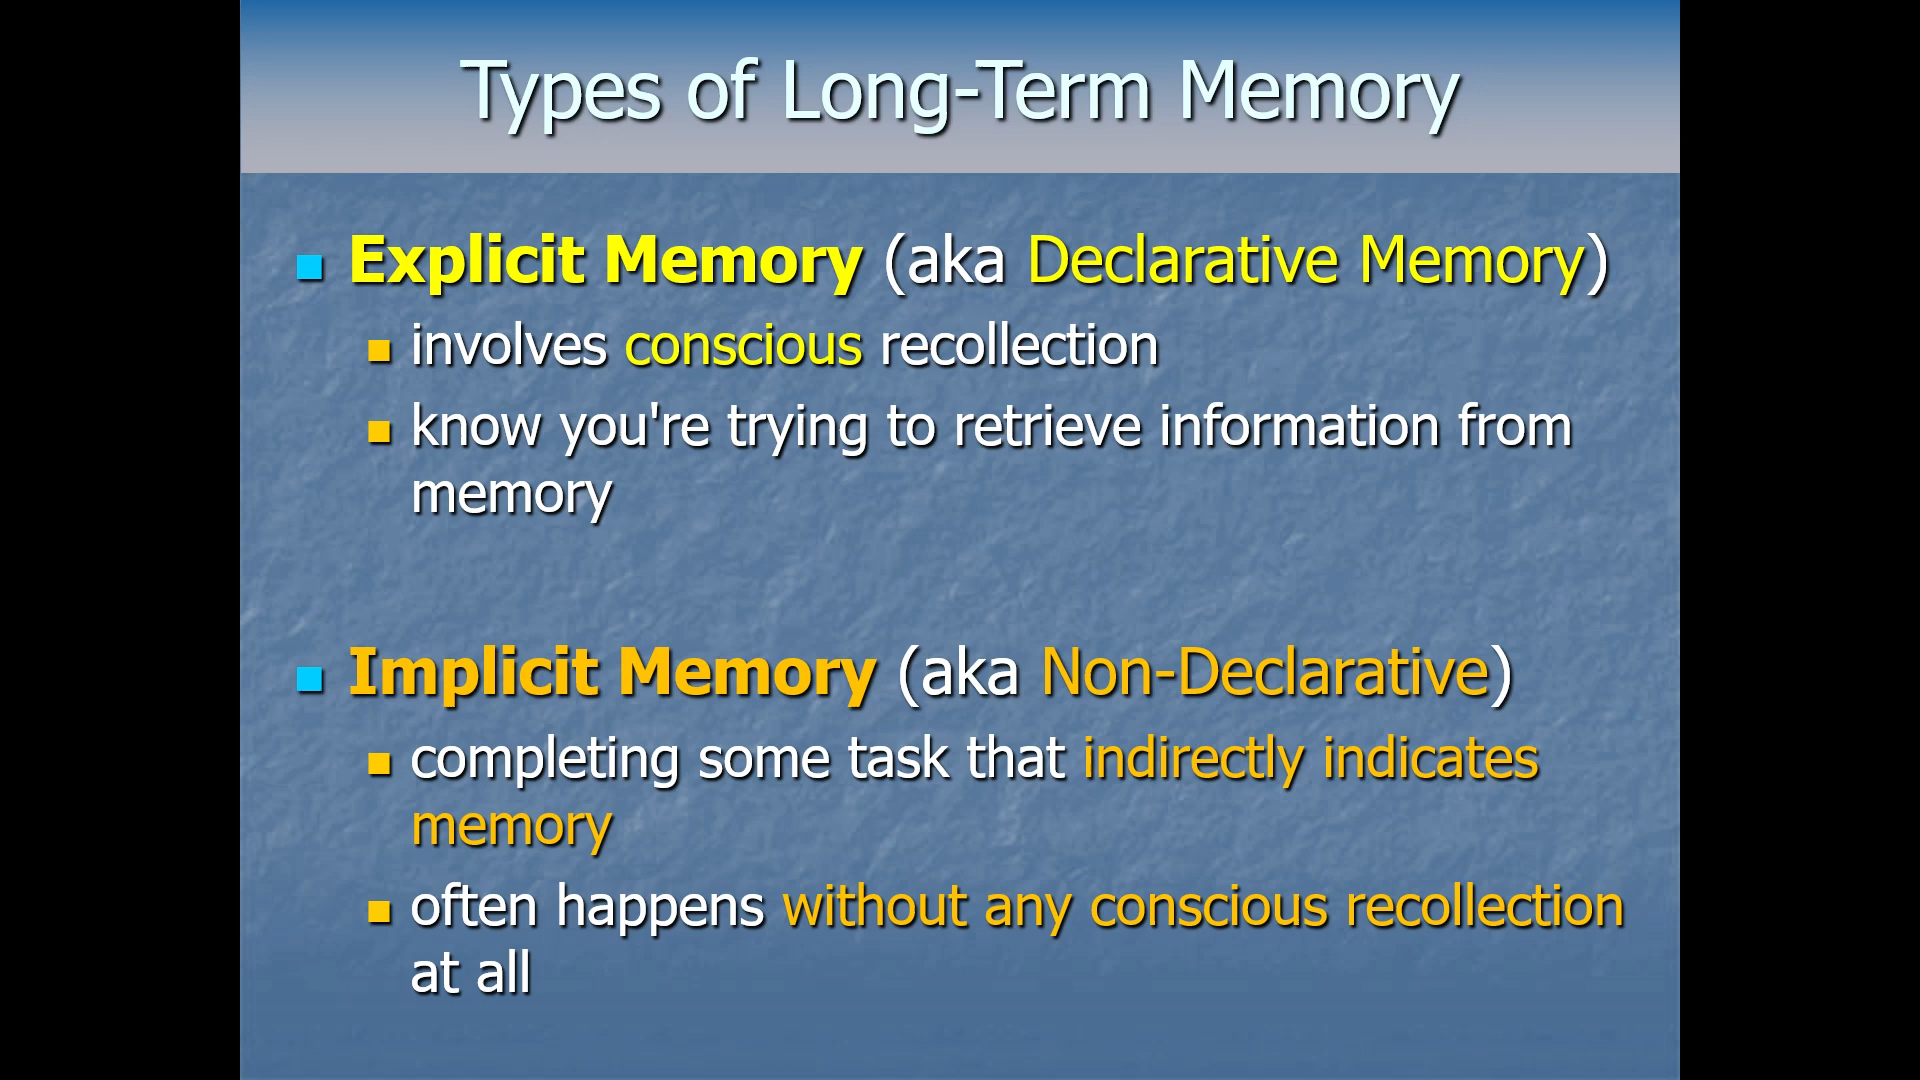 Types of Long-Term Memory
Explicit Memory (aka Declarative Memory)
involves conscious recollection
know you're trying to retrieve information from
memory
Implicit Memory (aka Non-Declarative)
completing some task that indirectly indicates
memory
often happens without any conscious recollection
at all